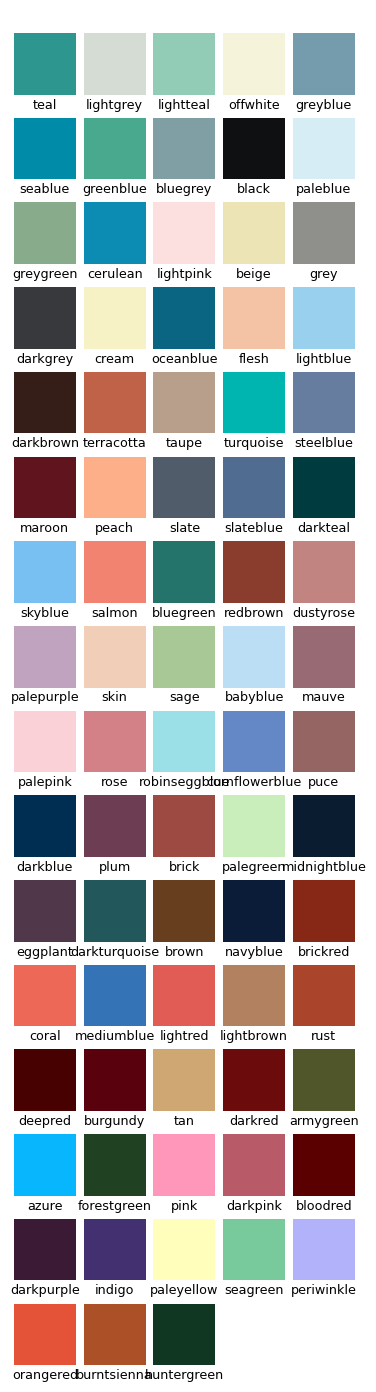 teal lightgrey lightteal offwhite greyblue
seablue greenblue bluegrey black paleblue
greygreen cerulean lightpink beige grey
darkgrey cream oceanblue flesh lightblue
darkbrown terracotta taupe turquoise steelblue
maroon peach slate slateblue darkteal
skyblue salmon bluegreen redbrown dustyrose
palepurple skin sage babyblue mauve
palepink rose robinseggblue cornflowerblue puce
darkblue plum brick palegreen midnightblue
eggplant darkturquoise brown navyblue brickred
coral mediumblue lightred lightbrown rust
deepred burgundy tan darkred armygreen
azure forestgreen pink darkpink bloodred
darkpurple indigo paleyellow seagreen periwinkle
orangered burntsienna huntergreen